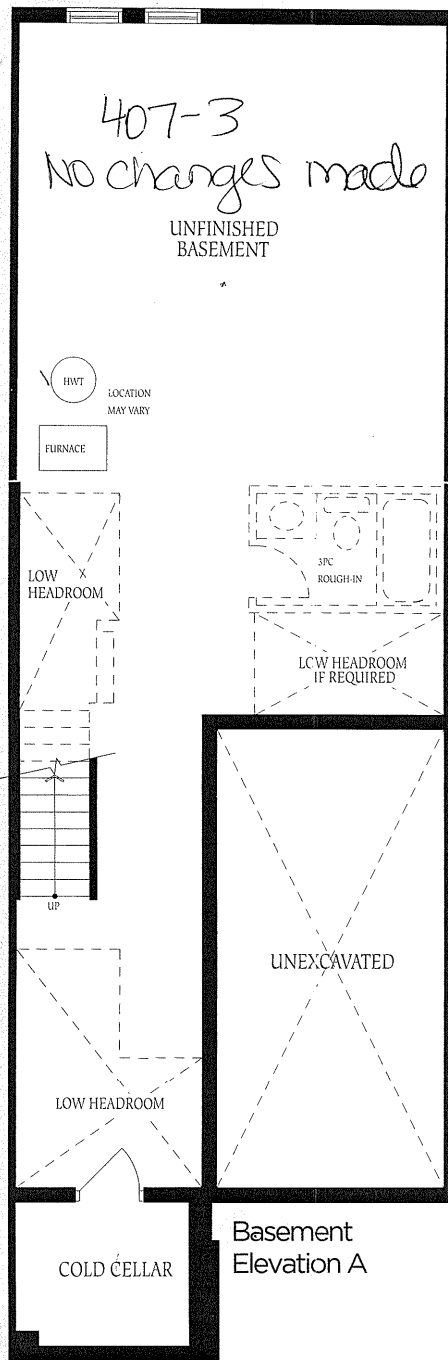 407-3
No changes made
UNFINISHED
BASEMENT
HWT
LOCATION
MAY VARY
FURNACE
LOW
HEADROOM
3PC
ROUGH-IN
LOW HEADROOM
IF REQUIRED
UP
UNEXCAVATED
LOW HEADROOM
COLD CELLAR
Basement
Elevation A